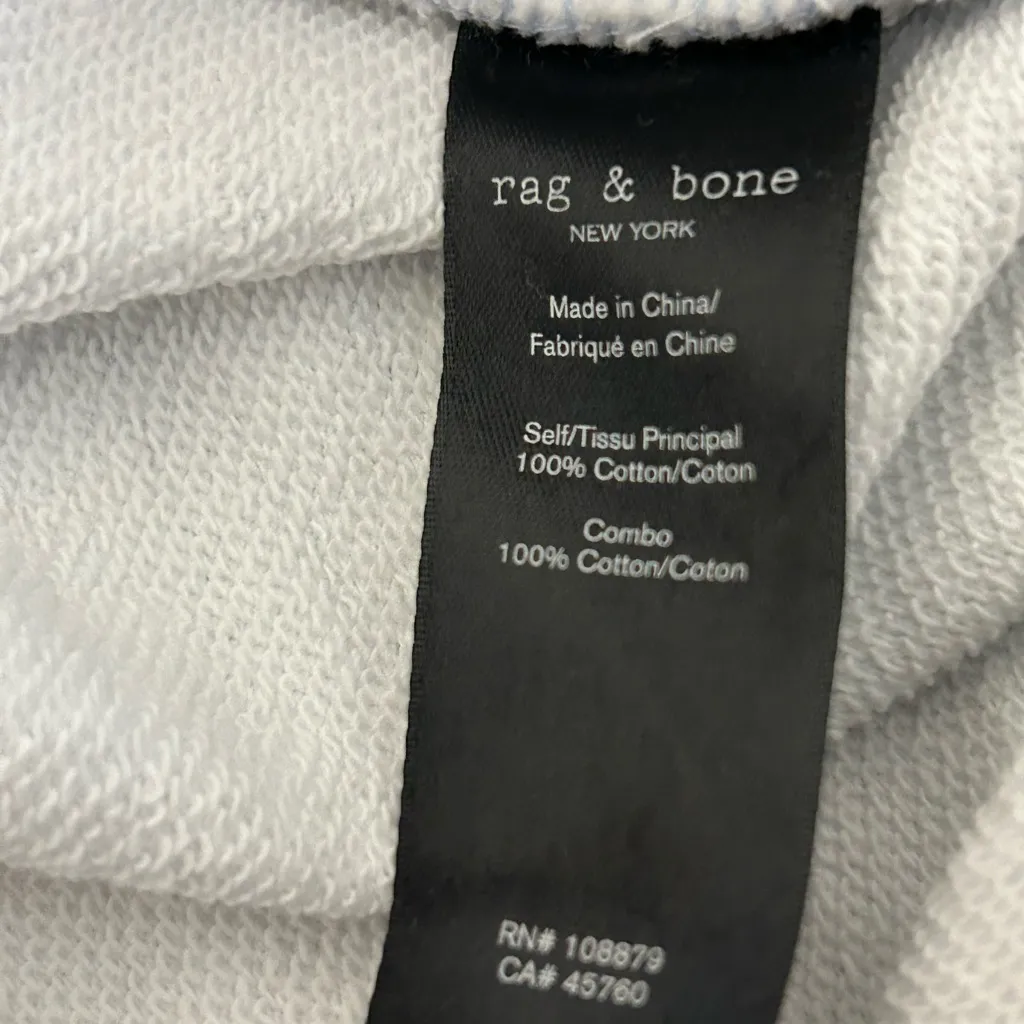 rag & bone
NEW YORK
Made in China/
Fabriqué en Chine
Self/Tissu Principal
100% Cotton/Coton
Combo
100% Cotton/Coton
RN# 108879
CA# 45760